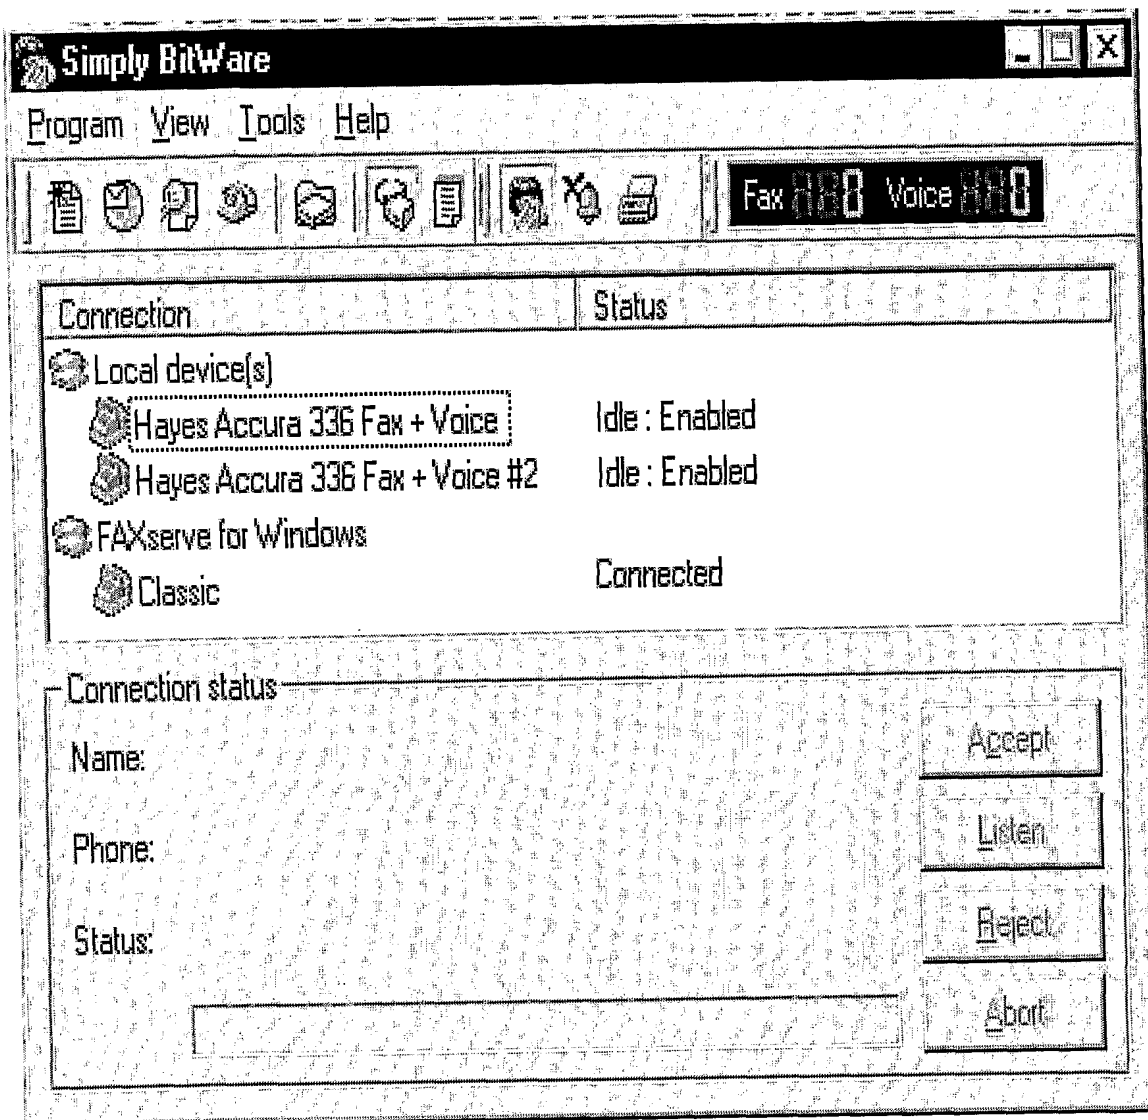 Simply BitWare
Program View Tools Help
Fax 0 Voice 0
Connection Status
Local device(s)
Hayes Accura 336 Fax + Voice Idle : Enabled
Hayes Accura 336 Fax + Voice #2 Idle : Enabled
FAXserve for Windows
Classic Connected
Connection status
Name:
Accept
Phone:
Listen
Status:
Reject
Abort